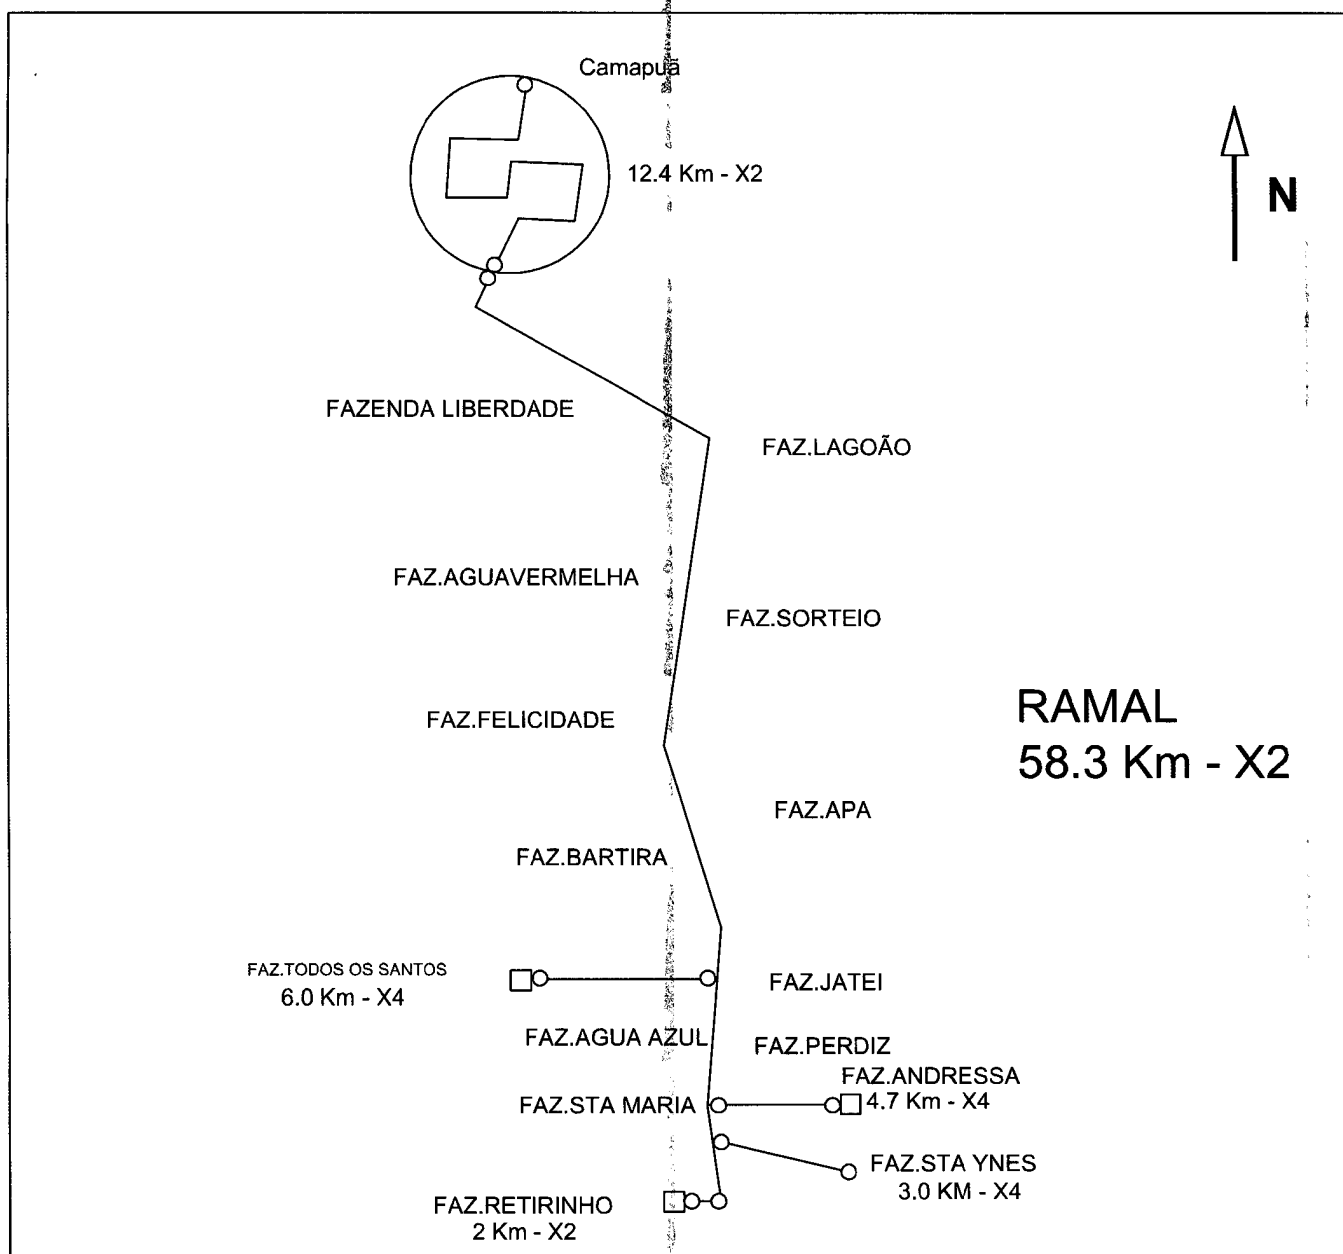 Camapuã
12.4 Km - X2
N
FAZENDA LIBERDADE
FAZ.LAGOÃO
FAZ.AGUAVERMELHA
FAZ.SORTEIO
RAMAL
58.3 Km - X2
FAZ.FELICIDADE
FAZ.APA
FAZ.BARTIRA
FAZ.TODOS OS SANTOS
6.0 Km - X4
FAZ.JATEI
FAZ.AGUA AZUL
FAZ.PERDIZ
FAZ.ANDRESSA
4.7 Km - X4
FAZ.STA MARIA
FAZ.STA YNES
3.0 KM - X4
FAZ.RETIRINHO
2 Km - X2